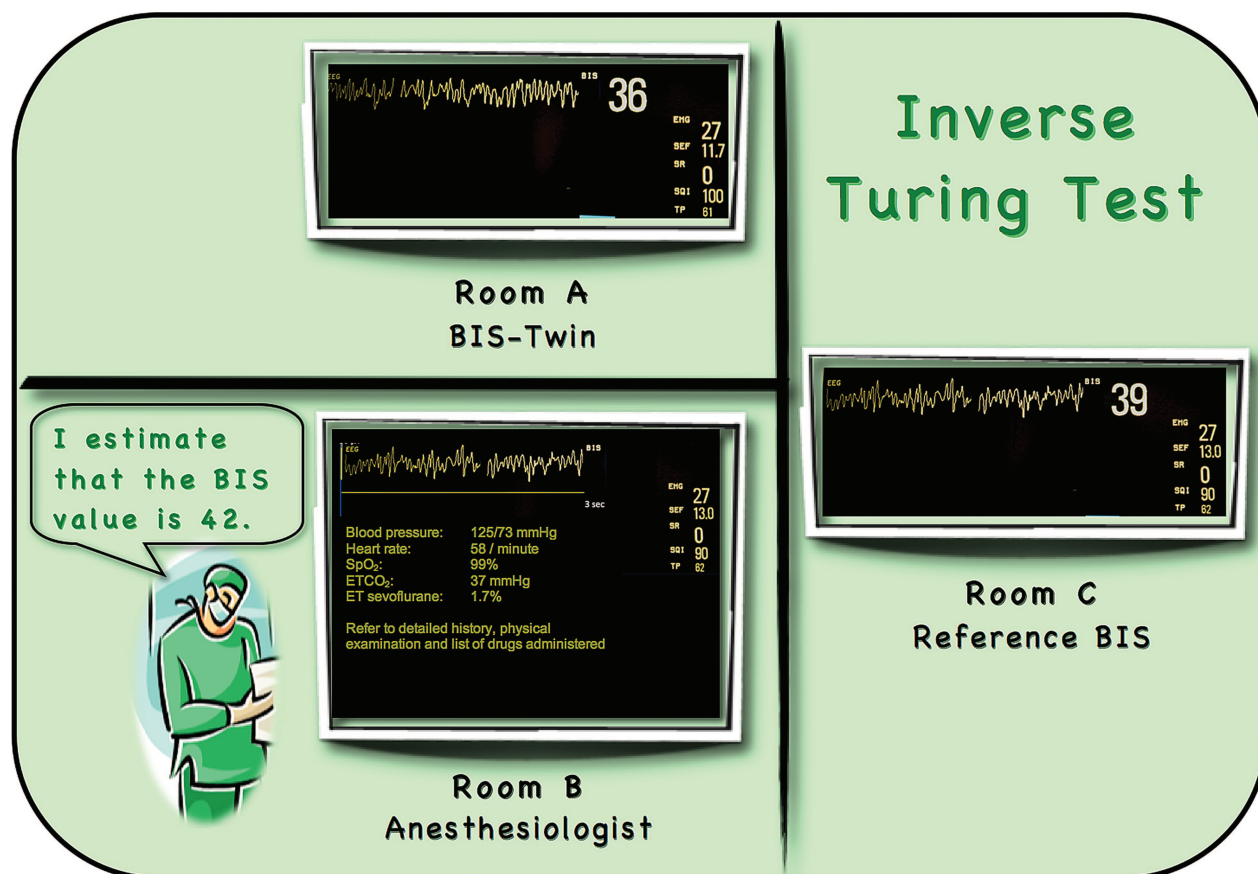 EEG
BIS
36
EMG
27
SEF
11.7
SR
0
SQI
100
TP
61
Room A
BIS-Twin
Inverse
Turing Test
I estimate
that the BIS
value is 42.
EEG
BIS
3 sec
EMG
27
SEF
13.0
SR
0
SQI
90
TP
62
Blood pressure: 125/73 mmHg
Heart rate: 58 / minute
SpO₂: 99%
ETCO₂: 37 mmHg
ET sevoflurane: 1.7%
Refer to detailed history, physical
examination and list of drugs administered
Room B
Anesthesiologist
EEG
BIS
39
EMG
27
SEF
13.0
SR
0
SQI
90
TP
62
Room C
Reference BIS